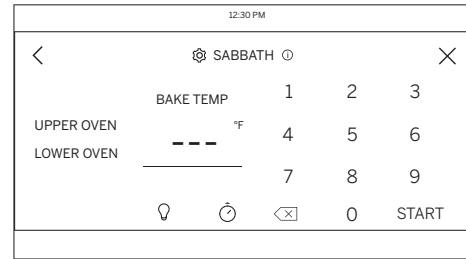 12:30 PM
SABBATH
BAKE TEMP
1 2 3
UPPER OVEN
--- °F
4 5 6
LOWER OVEN
7 8 9
0 START